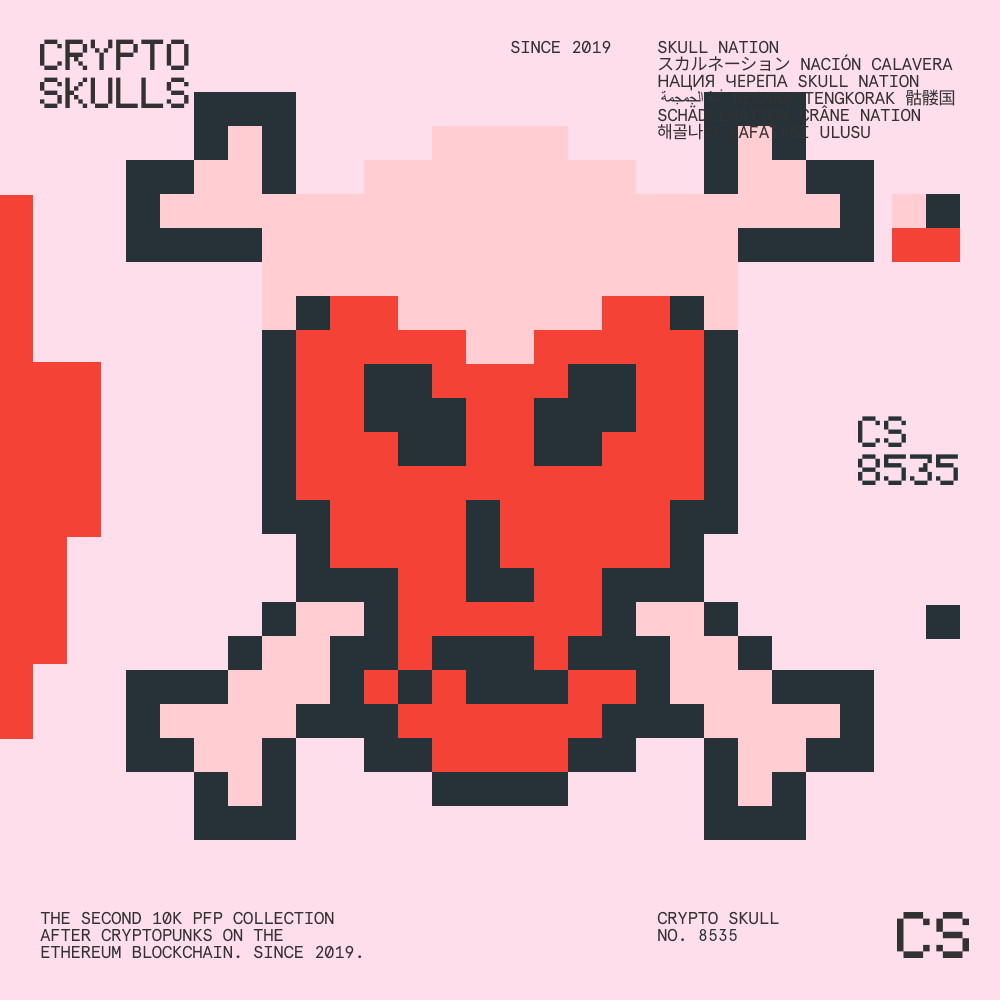 CRYPTO
SKULLS
SINCE 2019
SKULL NATION
スカルネーション NACIÓN CALAVERA
НАЦИЯ ЧЕРЕПА SKULL NATION
الجمجمة TENGKORAK 骷髅国
CRÂNE NATION
해골나 ULUSU
CS
8535
THE SECOND 10K PFP COLLECTION
AFTER CRYPTOPUNKS ON THE
ETHEREUM BLOCKCHAIN. SINCE 2019.
CRYPTO SKULL
NO. 8535
CS